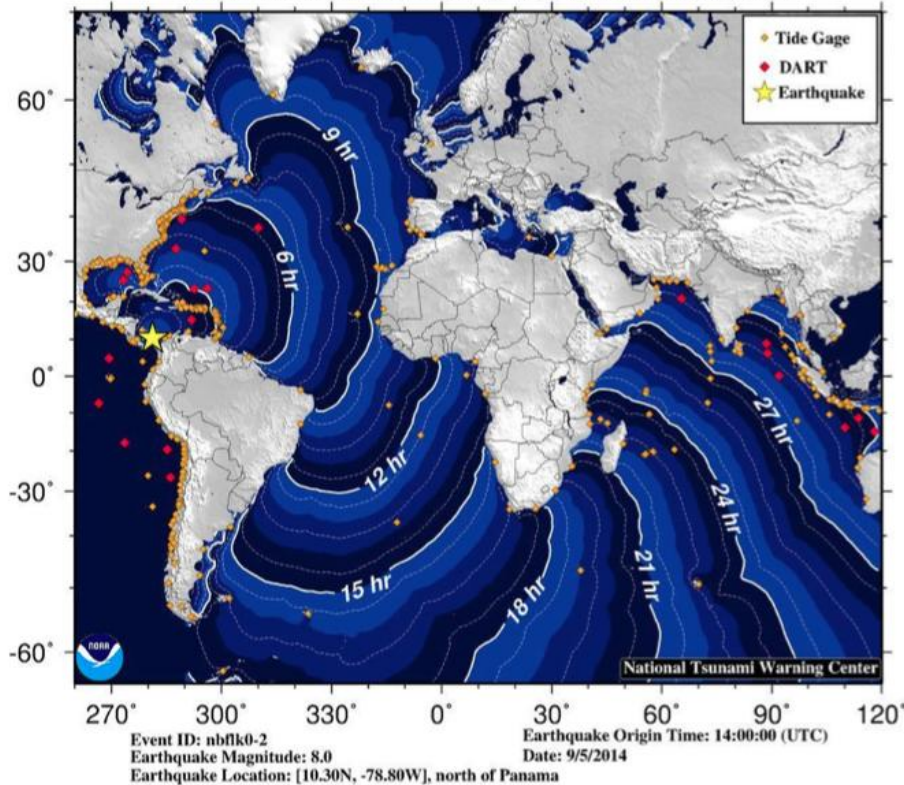 Tide Gage
DART
Earthquake
60°
30°
0°
-30°
-60°
9 hr
6 hr
12 hr
15 hr
18 hr
21 hr
24 hr
27 hr
NOAA
National Tsunami Warning Center
270° 300° 330° 0° 30° 60° 90° 120°
Event ID: nbflk0-2
Earthquake Magnitude: 8.0
Earthquake Location: [10.30N, -78.80W], north of Panama
Earthquake Origin Time: 14:00:00 (UTC)
Date: 9/5/2014